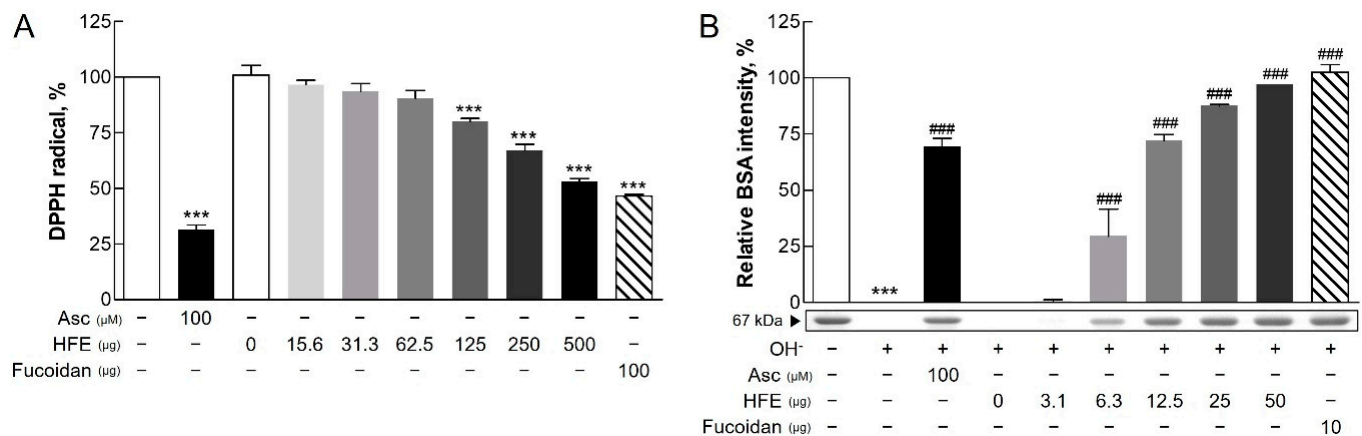 A
DPPH radical, %
125
100
75
50
25
0
*** *** *** *** ***
Asc (µM) – 100 – – – – – – – –
HFE (µg) – – 0 15.6 31.3 62.5 125 250 500 –
Fucoidan (µg) – – – – – – – – – 100
B
Relative BSA intensity, %
125
100
75
50
25
0
*** ### ### ### ### ### ###
67 kDa ►
OH- – + + + + + + + + +
Asc (µM) – – 100 – – – – – – –
HFE (µg) – – – 0 3.1 6.3 12.5 25 50 –
Fucoidan (µg) – – – – – – – – – 10